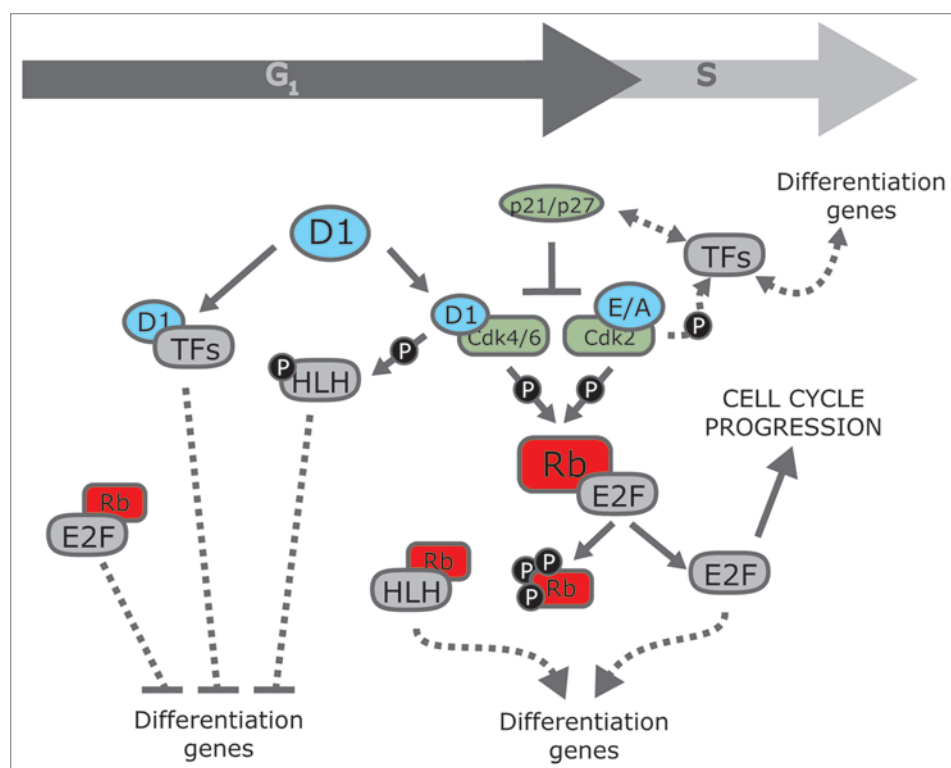 G1
S
Differentiation
genes
p21/p27
D1
TFs
D1
TFs
D1
Cdk4/6
E/A
Cdk2
P
P
P
HLH
P
P
CELL CYCLE
PROGRESSION
Rb
E2F
Rb
E2F
Rb
HLH
P
P
P
Rb
E2F
Differentiation
genes
Differentiation
genes